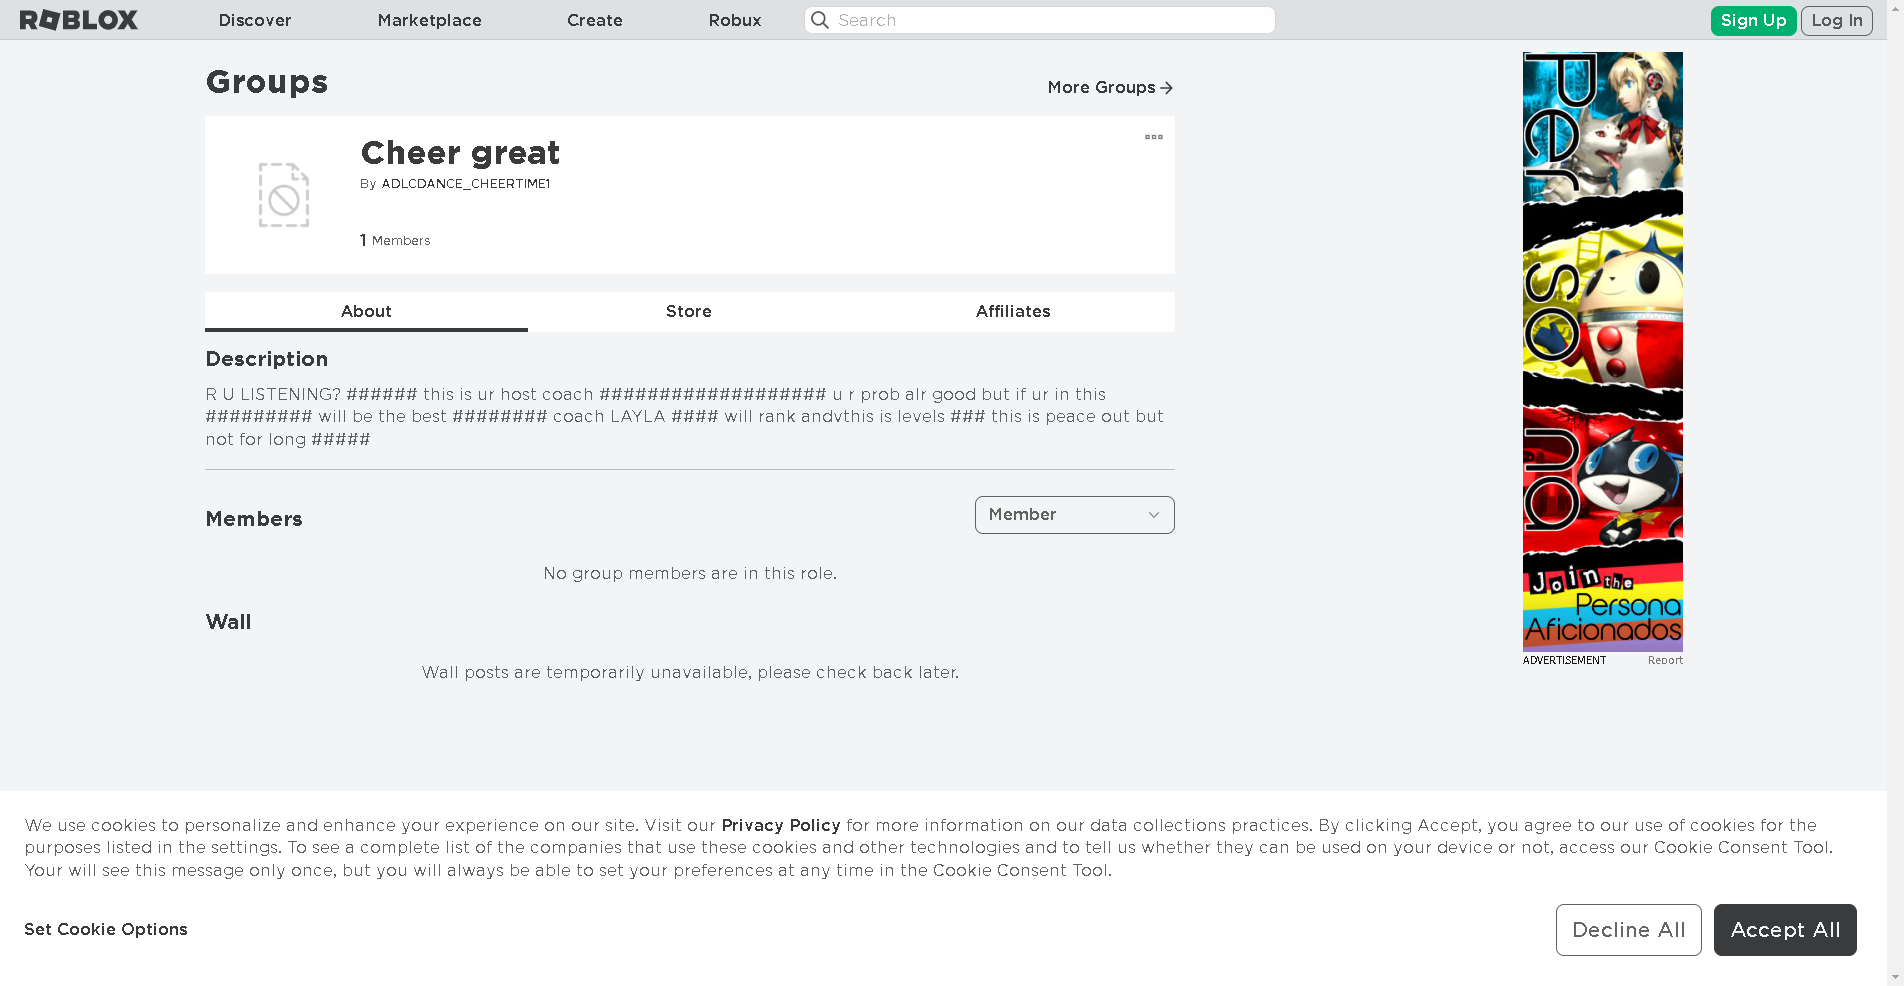 ROBLOX Discover Marketplace Create Robux Search Sign Up Log In
Groups
More Groups
Cheer great
By ADLCDANCE_CHEERTIME1
1 Members
About Store Affiliates
Description
R U LISTENING? ###### this is ur host coach ################### u r prob alr good but if ur in this
######### will be the best ######## coach LAYLA #### will rank andvthis is levels ### this is peace out but
not for long #####
Members
Member
No group members are in this role.
Wall
Wall posts are temporarily unavailable, please check back later.
Persona
Join the
Persona
Aficionados
ADVERTISEMENT Report
We use cookies to personalize and enhance your experience on our site. Visit our Privacy Policy for more information on our data collections practices. By clicking Accept, you agree to our use of cookies for the
purposes listed in the settings. To see a complete list of the companies that use these cookies and other technologies and to tell us whether they can be used on your device or not, access our Cookie Consent Tool.
Your will see this message only once, but you will always be able to set your preferences at any time in the Cookie Consent Tool.
Set Cookie Options
Decline All Accept All